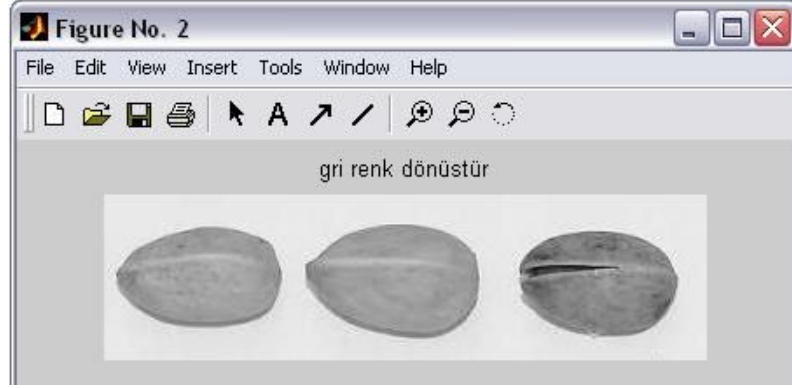 Figure No. 2
File Edit View Insert Tools Window Help
A
gri renk dönüstür